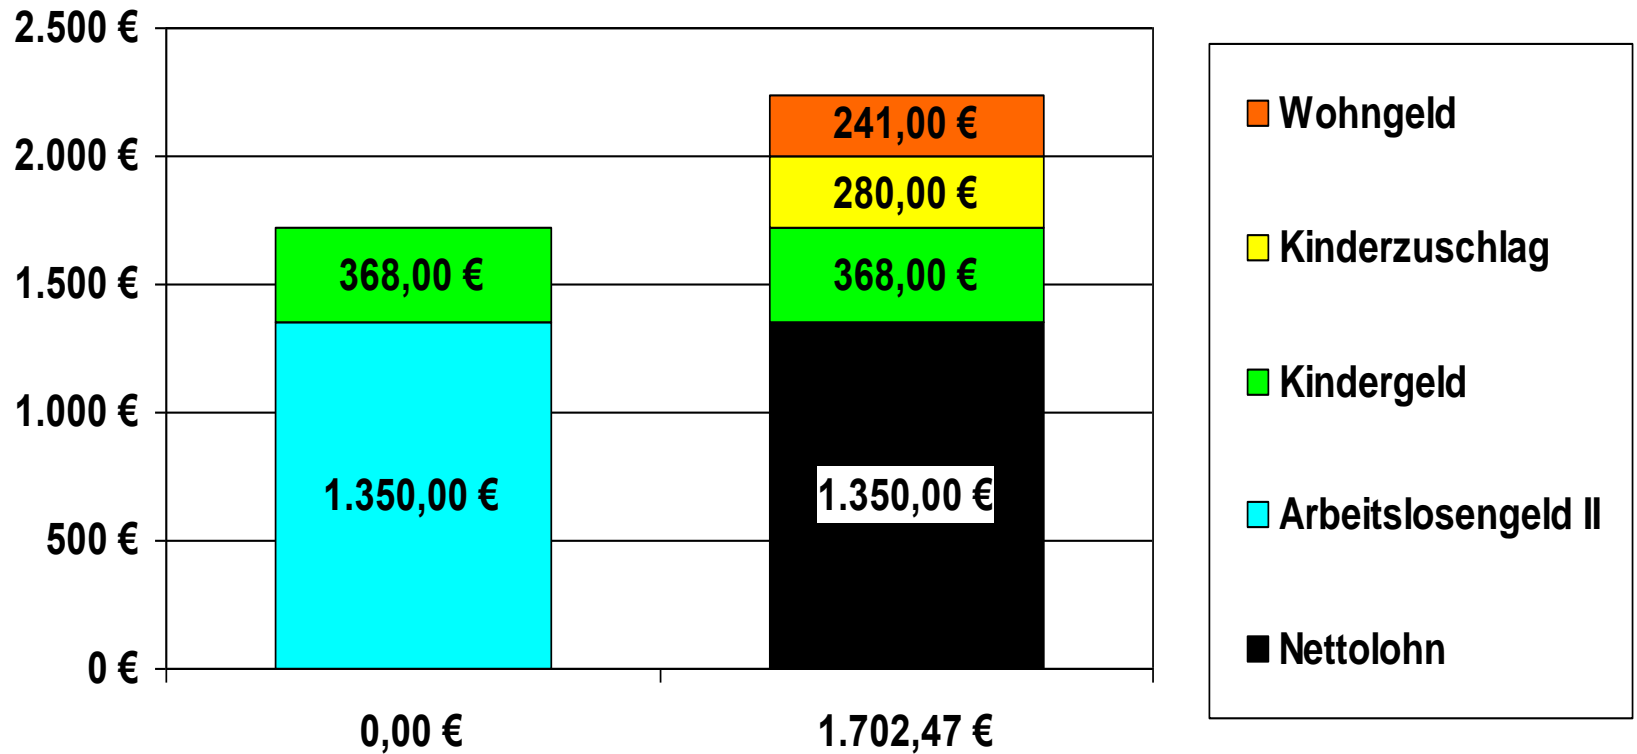 2.500 €
2.000 €
1.500 €
1.000 €
500 €
0 €
368,00 €
1.350,00 €
241,00 €
280,00 €
368,00 €
1.350,00 €
0,00 €
1.702,47 €
Wohngeld
Kinderzuschlag
Kindergeld
Arbeitslosengeld II
Nettolohn